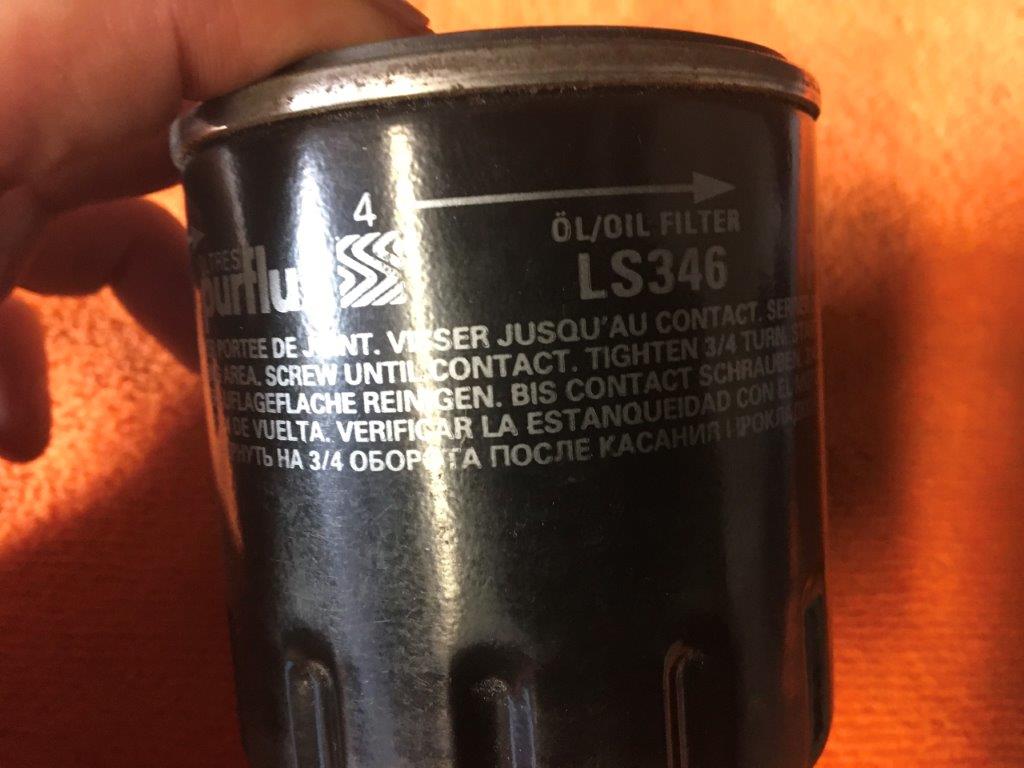 4
ÖL/OIL FILTER
LS346
PORTEE DE JOINT. VISSER JUSQU'AU CONTACT.
AREA. SCREW UNTIL CONTACT. TIGHTEN 3/4 TURN.
REINIGEN. BIS CONTACT SCHRAUBEN.
DE VUELTA. VERIFICAR LA ESTANQUEIDAD CON EL
НА 3/4 ОБОРОТА ПОСЛЕ КАСАНИЯ